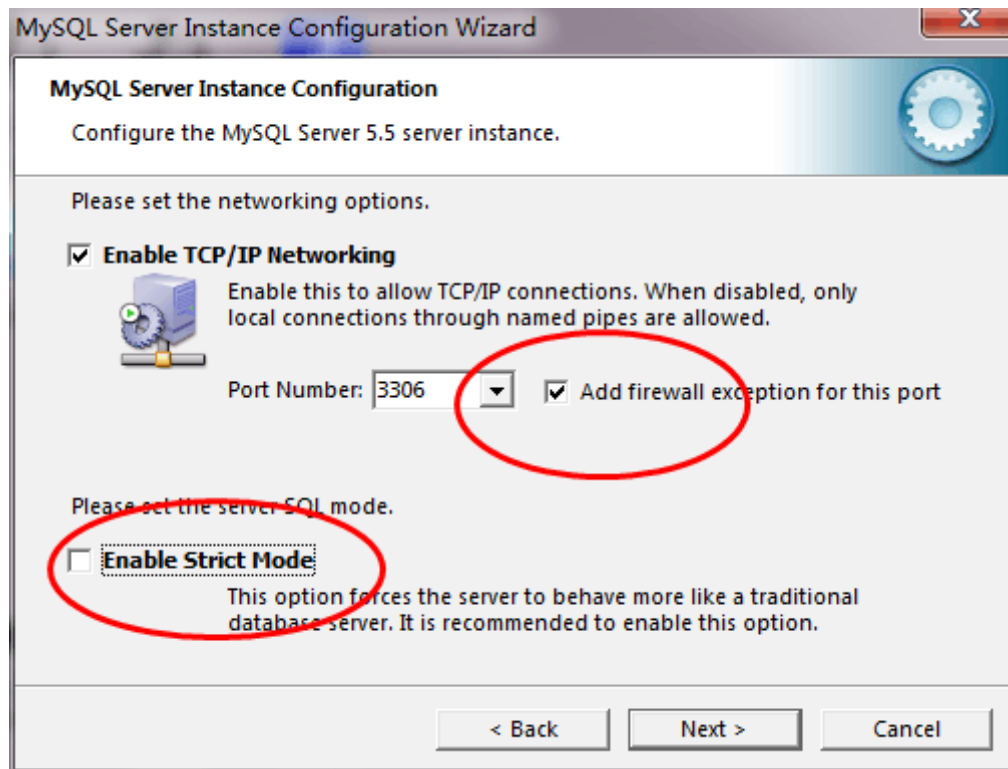 MySQL Server Instance Configuration Wizard
MySQL Server Instance Configuration
Configure the MySQL Server 5.5 server instance.
Please set the networking options.
Enable TCP/IP Networking
Enable this to allow TCP/IP connections. When disabled, only
local connections through named pipes are allowed.
Port Number: 3306 Add firewall exception for this port
Please set the server SQL mode.
Enable Strict Mode
This option forces the server to behave more like a traditional
database server. It is recommended to enable this option.
< Back Next > Cancel